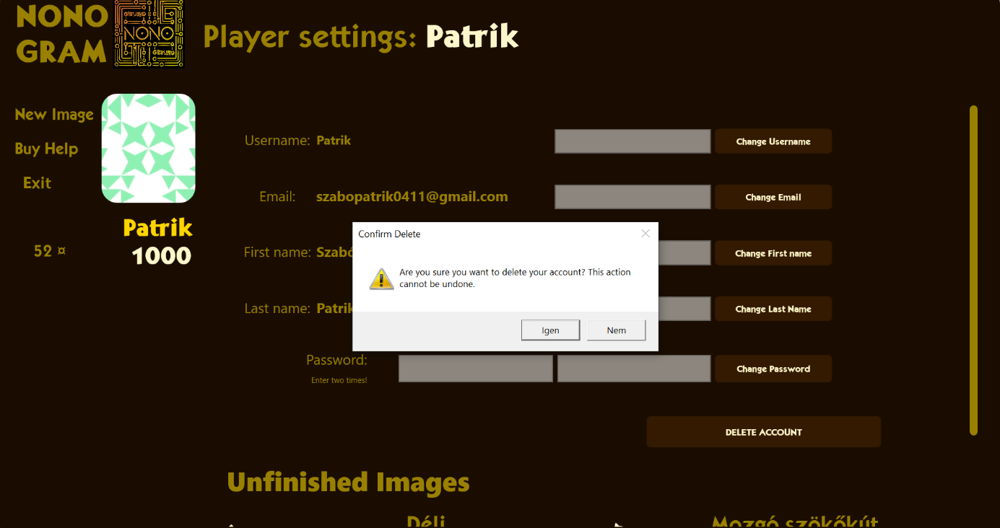 NONO
GRAM
NONO
Player settings: Patrik
New Image
Buy Help
Exit
52 ¤
Patrik
1000
Username: Patrik
Change Username
Email: szabopatrik0411@gmail.com
Change Email
First name: Szabó
Change First name
Last name: Patrik
Change Last Name
Password:
Enter two times!
Change Password
Confirm Delete
Are you sure you want to delete your account? This action
cannot be undone.
Igen
Nem
DELETE ACCOUNT
Unfinished Images
Déli
Mozgó szökőkút